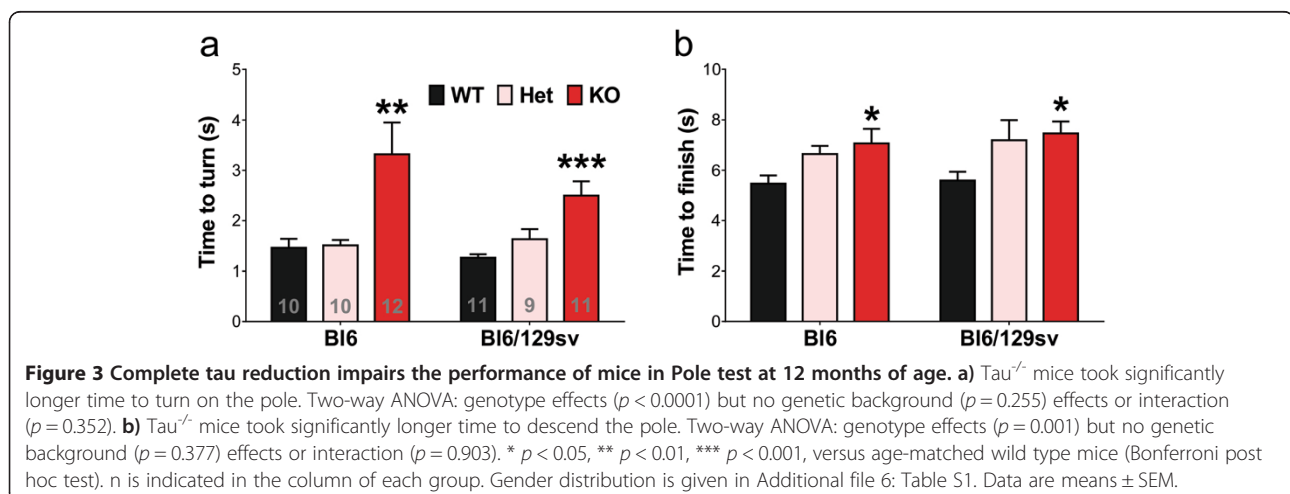 a
b
5
4
3
2
1
0
Time to turn (s)
WT Het KO
**
***
10 10 12 11 9 11
Bl6 Bl6/129sv
10
8
6
4
2
0
Time to finish (s)
*
*
Bl6 Bl6/129sv
Figure 3 Complete tau reduction impairs the performance of mice in Pole test at 12 months of age. a) Tau-/- mice took significantly
longer time to turn on the pole. Two-way ANOVA: genotype effects (p < 0.0001) but no genetic background (p = 0.255) effects or interaction
(p = 0.352). b) Tau-/- mice took significantly longer time to descend the pole. Two-way ANOVA: genotype effects (p = 0.001) but no genetic
background (p = 0.377) effects or interaction (p = 0.903). * p < 0.05, ** p < 0.01, *** p < 0.001, versus age-matched wild type mice (Bonferroni post
hoc test). n is indicated in the column of each group. Gender distribution is given in Additional file 6: Table S1. Data are means ± SEM.